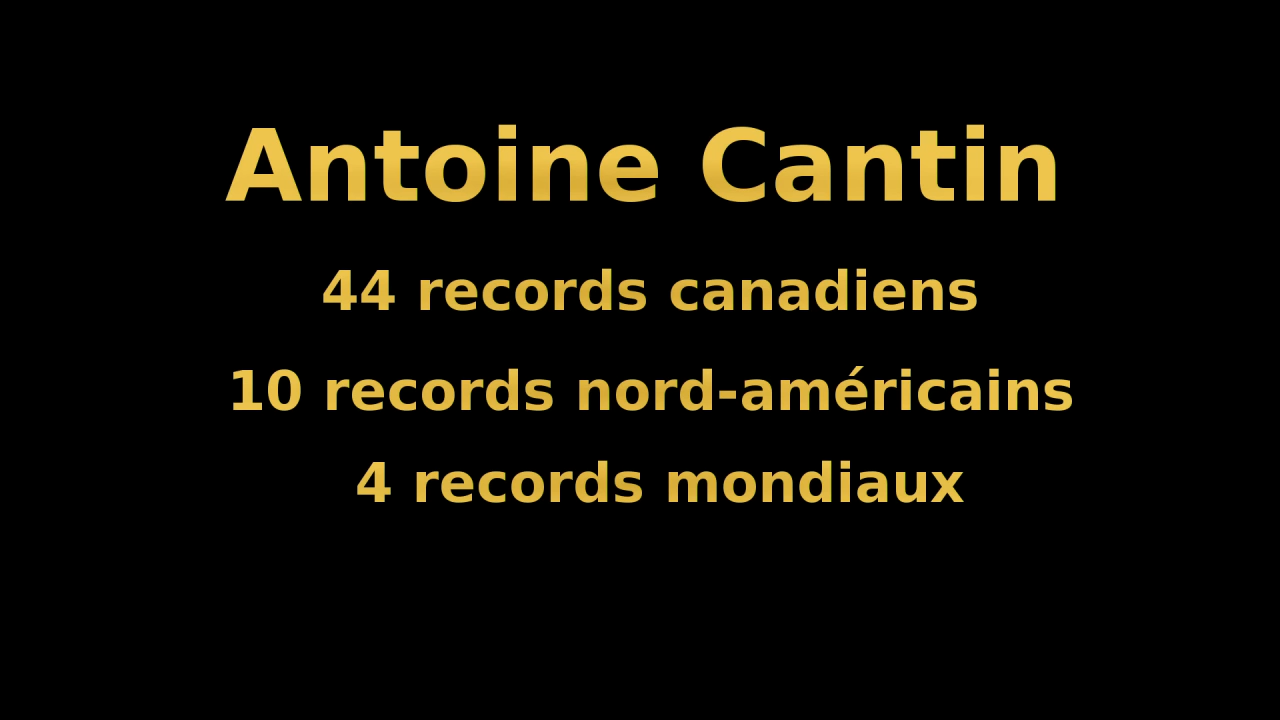 Antoine Cantin
44 records canadiens
10 records nord-américains
4 records mondiaux